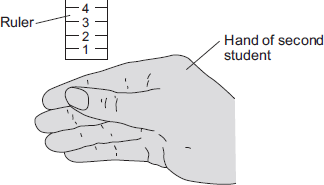 4
Ruler
3
2
1
Hand of second
student